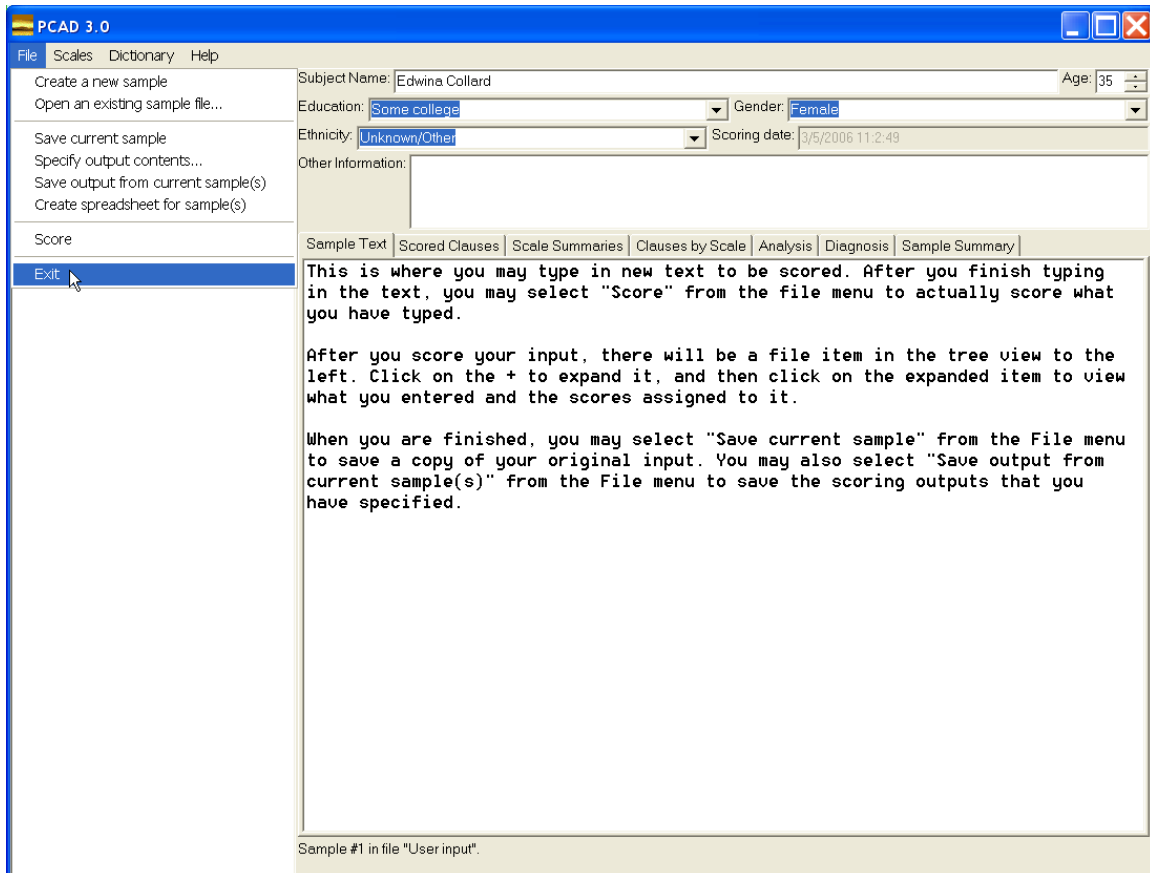 PCAD 3.0
File Scales Dictionary Help
Create a new sample
Open an existing sample file...
Save current sample
Specify output contents...
Save output from current sample(s)
Create spreadsheet for sample(s)
Score
Exit
Subject Name: Edwina Collard Age: 35
Education: Some college Gender: Female
Ethnicity: Unknown/Other Scoring date: 3/5/2006 11:2:49
Other Information:
Sample Text Scored Clauses Scale Summaries Clauses by Scale Analysis Diagnosis Sample Summary
This is where you may type in new text to be scored. After you finish typing
in the text, you may select "Score" from the file menu to actually score what
you have typed.
After you score your input, there will be a file item in the tree view to the
left. Click on the + to expand it, and then click on the expanded item to view
what you entered and the scores assigned to it.
When you are finished, you may select "Save current sample" from the File menu
to save a copy of your original input. You may also select "Save output from
current sample(s)" from the File menu to save the scoring outputs that you
have specified.
Sample #1 in file "User input".